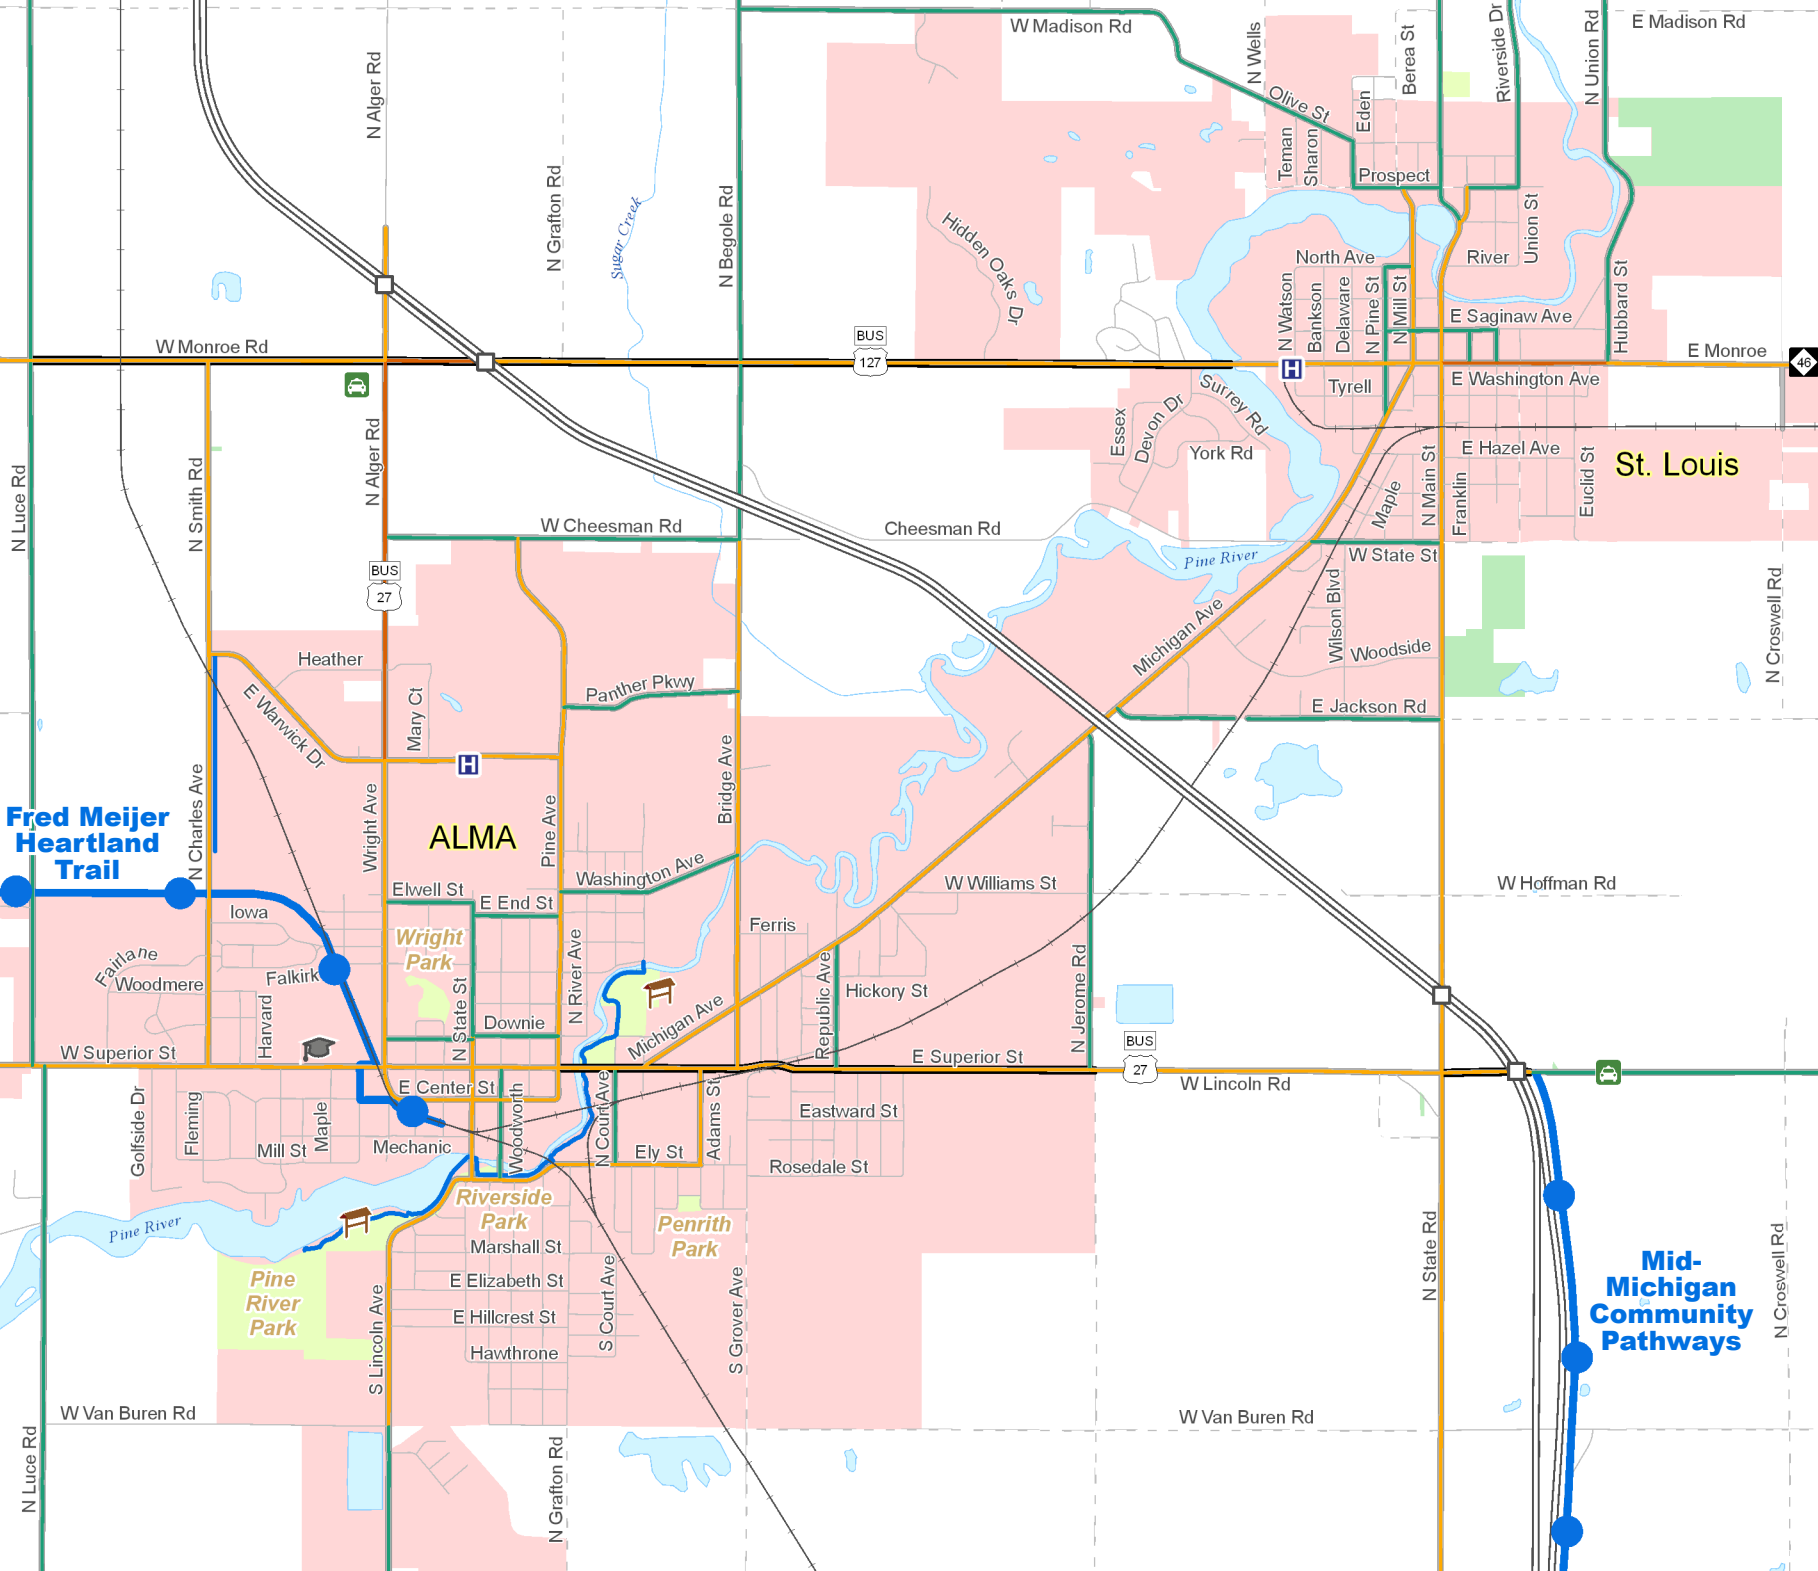 W Madison Rd
E Madison Rd
N Wells
Berea St
Riverside Dr
N Union Rd
N Alger Rd
Olive St
Eden
Teman
Sharon
Prospect
N Grafton Rd
Sugar Creek
N Begole Rd
Hidden Oaks Dr
Union St
North Ave
River
N Watson
Bankson
Delaware
N Pine St
N Mill St
Hubbard St
E Saginaw Ave
W Monroe Rd
BUS
127
H
E Monroe
46
E Washington Ave
Tyrell
Surrey Rd
Essex
Devon Dr
York Rd
N Luce Rd
N Smith Rd
N Alger Rd
E Hazel Ave
St. Louis
Maple
N Main St
Franklin
Euclid St
W Cheesman Rd
Cheesman Rd
Pine River
W State St
BUS
27
Michigan Ave
Wilson Blvd
Woodside
N Croswell Rd
Heather
E Warwick Dr
Mary Ct
Panther Pkwy
E Jackson Rd
H
N Charles Ave
Wright Ave
ALMA
Pine Ave
Bridge Ave
Fred Meijer
Heartland
Trail
Elwell St
E End St
Washington Ave
W Williams St
W Hoffman Rd
Iowa
Wright
Park
Ferris
Fairlane
Woodmere
Falkirk
Harvard
N State St
N River Ave
Hickory St
Republic Ave
N Jerome Rd
Downie
Michigan Ave
W Superior St
E Superior St
BUS
27
W Lincoln Rd
E Center St
Golfside Dr
Fleming
Maple
Mill St
Mechanic
Woodworth
N Court Ave
Adams St
Eastward St
Ely St
Rosedale St
Pine River
Riverside
Park
Penrith
Park
Marshall St
E Elizabeth St
E Hillcrest St
Hawthrone
Pine
River
Park
S Lincoln Ave
S Court Ave
S Grover Ave
N State Rd
Mid-
Michigan
Community
Pathways
N Croswell Rd
W Van Buren Rd
W Van Buren Rd
N Luce Rd
N Grafton Rd